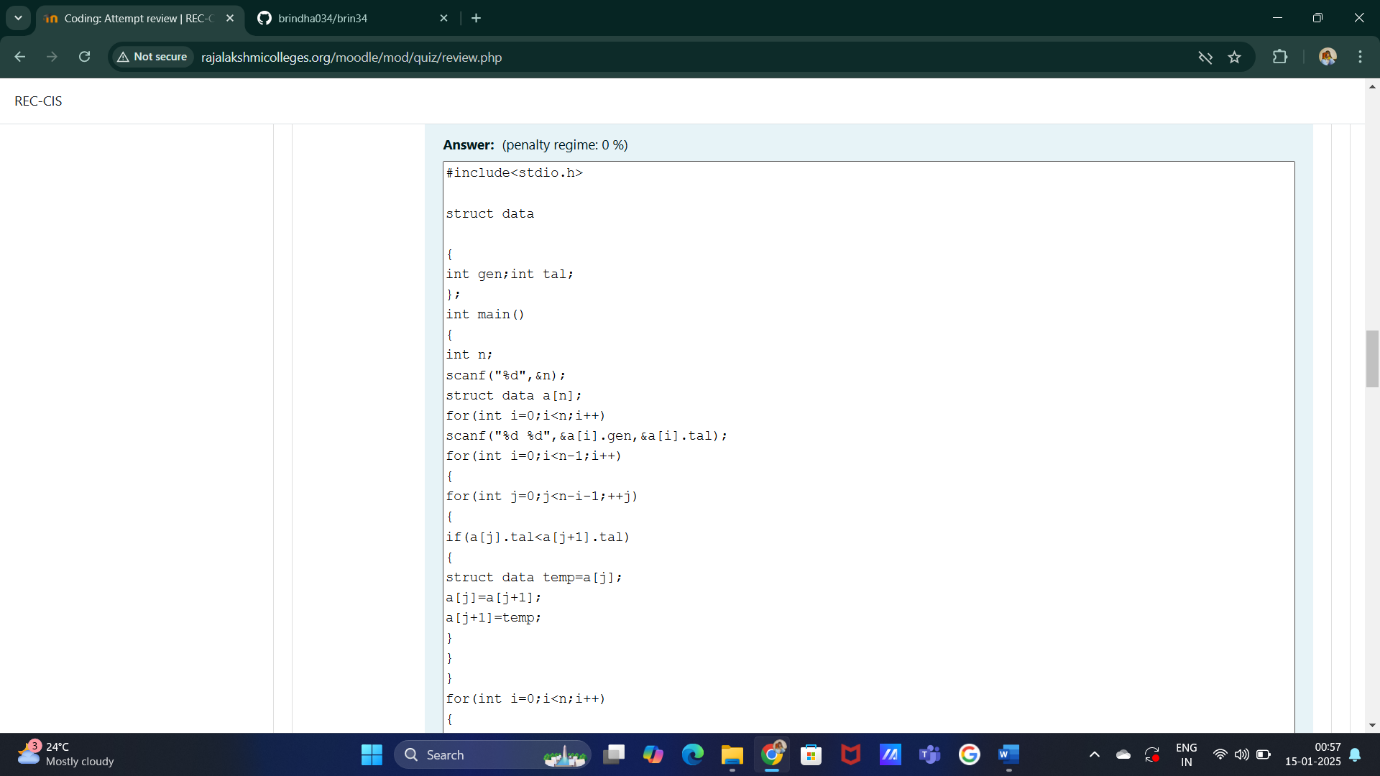 Coding: Attempt review | REC-C
brindha034/brin34
Not secure
rajalakshmicolleges.org/moodle/mod/quiz/review.php
REC-CIS
Answer: (penalty regime: 0 %)
#include<stdio.h>
struct data
{
int gen;int tal;
};
int main()
{
int n;
scanf("%d",&n);
struct data a[n];
for(int i=0;i<n;i++)
scanf("%d %d",&a[i].gen,&a[i].tal);
for(int i=0;i<n-1;i++)
{
for(int j=0;j<n-i-1;++j)
{
if(a[j].tal<a[j+1].tal)
{
struct data temp=a[j];
a[j]=a[j+1];
a[j+1]=temp;
}
}
}
for(int i=0;i<n;i++)
{
3
24°C
Mostly cloudy
Search
ENG
IN
00:57
15-01-2025